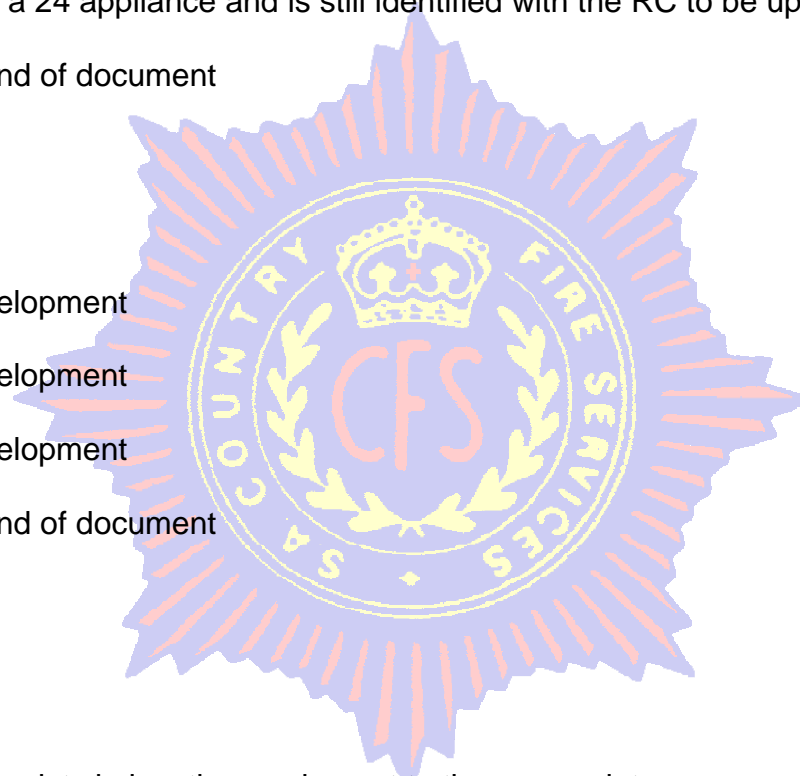 a 24 appliance and is still identified with the RC to be up
nd of document
SA COUNTRY FIRE SERVICES
CFS
elopment
elopment
elopment
nd of document